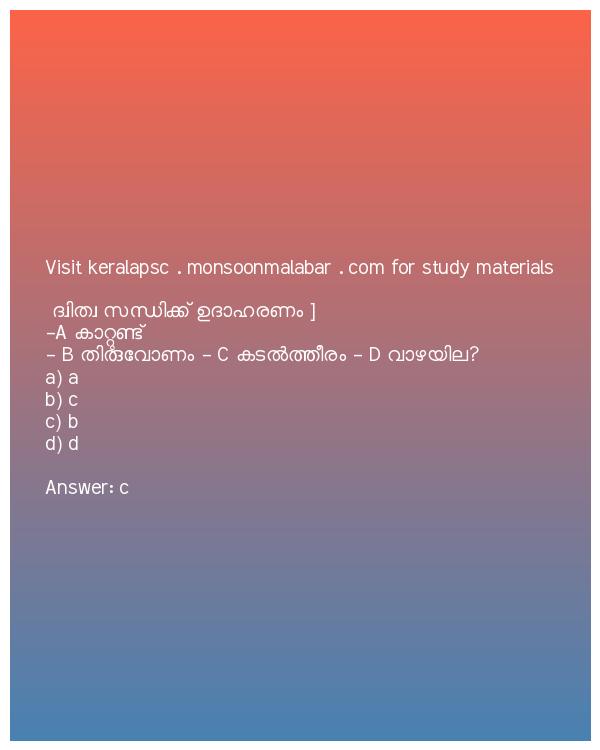 Visit keralapsc . monsoonmalabar . com for study materials
ദ്വിത്വ സന്ധിക്ക് ഉദാഹരണം ]
-A കാറ്റുണ്ട്
- B തിരുവോണം - C കടൽത്തീരം - D വാഴയില?
a) a
b) c
c) b
d) d
Answer: c